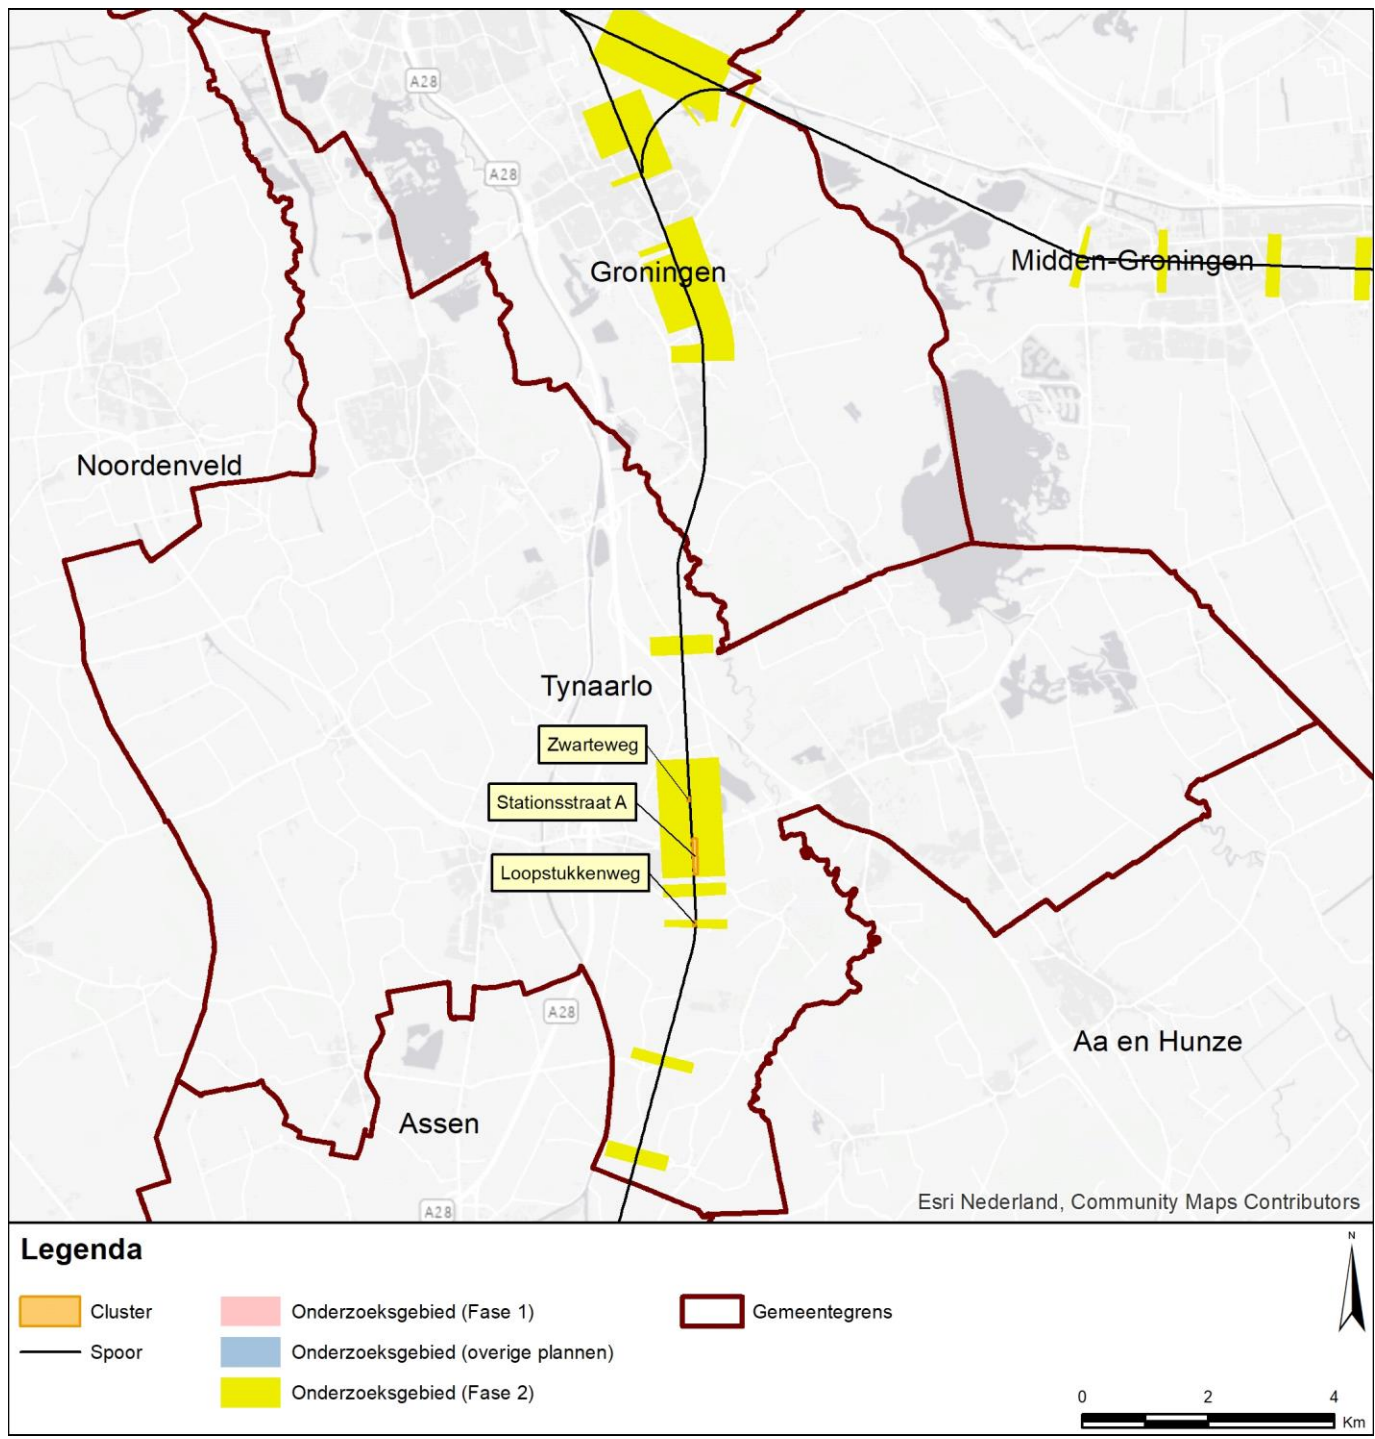 A28
A28
Groningen
Midden-Groningen
Noordenveld
Tynaarlo
Zwarteweg
Stationsstraat A
Loopstukkenweg
A28
Aa en Hunze
Assen
A28
Esri Nederland, Community Maps Contributors
Legenda
N
Cluster
Onderzoeksgebied (Fase 1)
Gemeentegrens
Spoor
Onderzoeksgebied (overige plannen)
Onderzoeksgebied (Fase 2)
0 2 4
Km